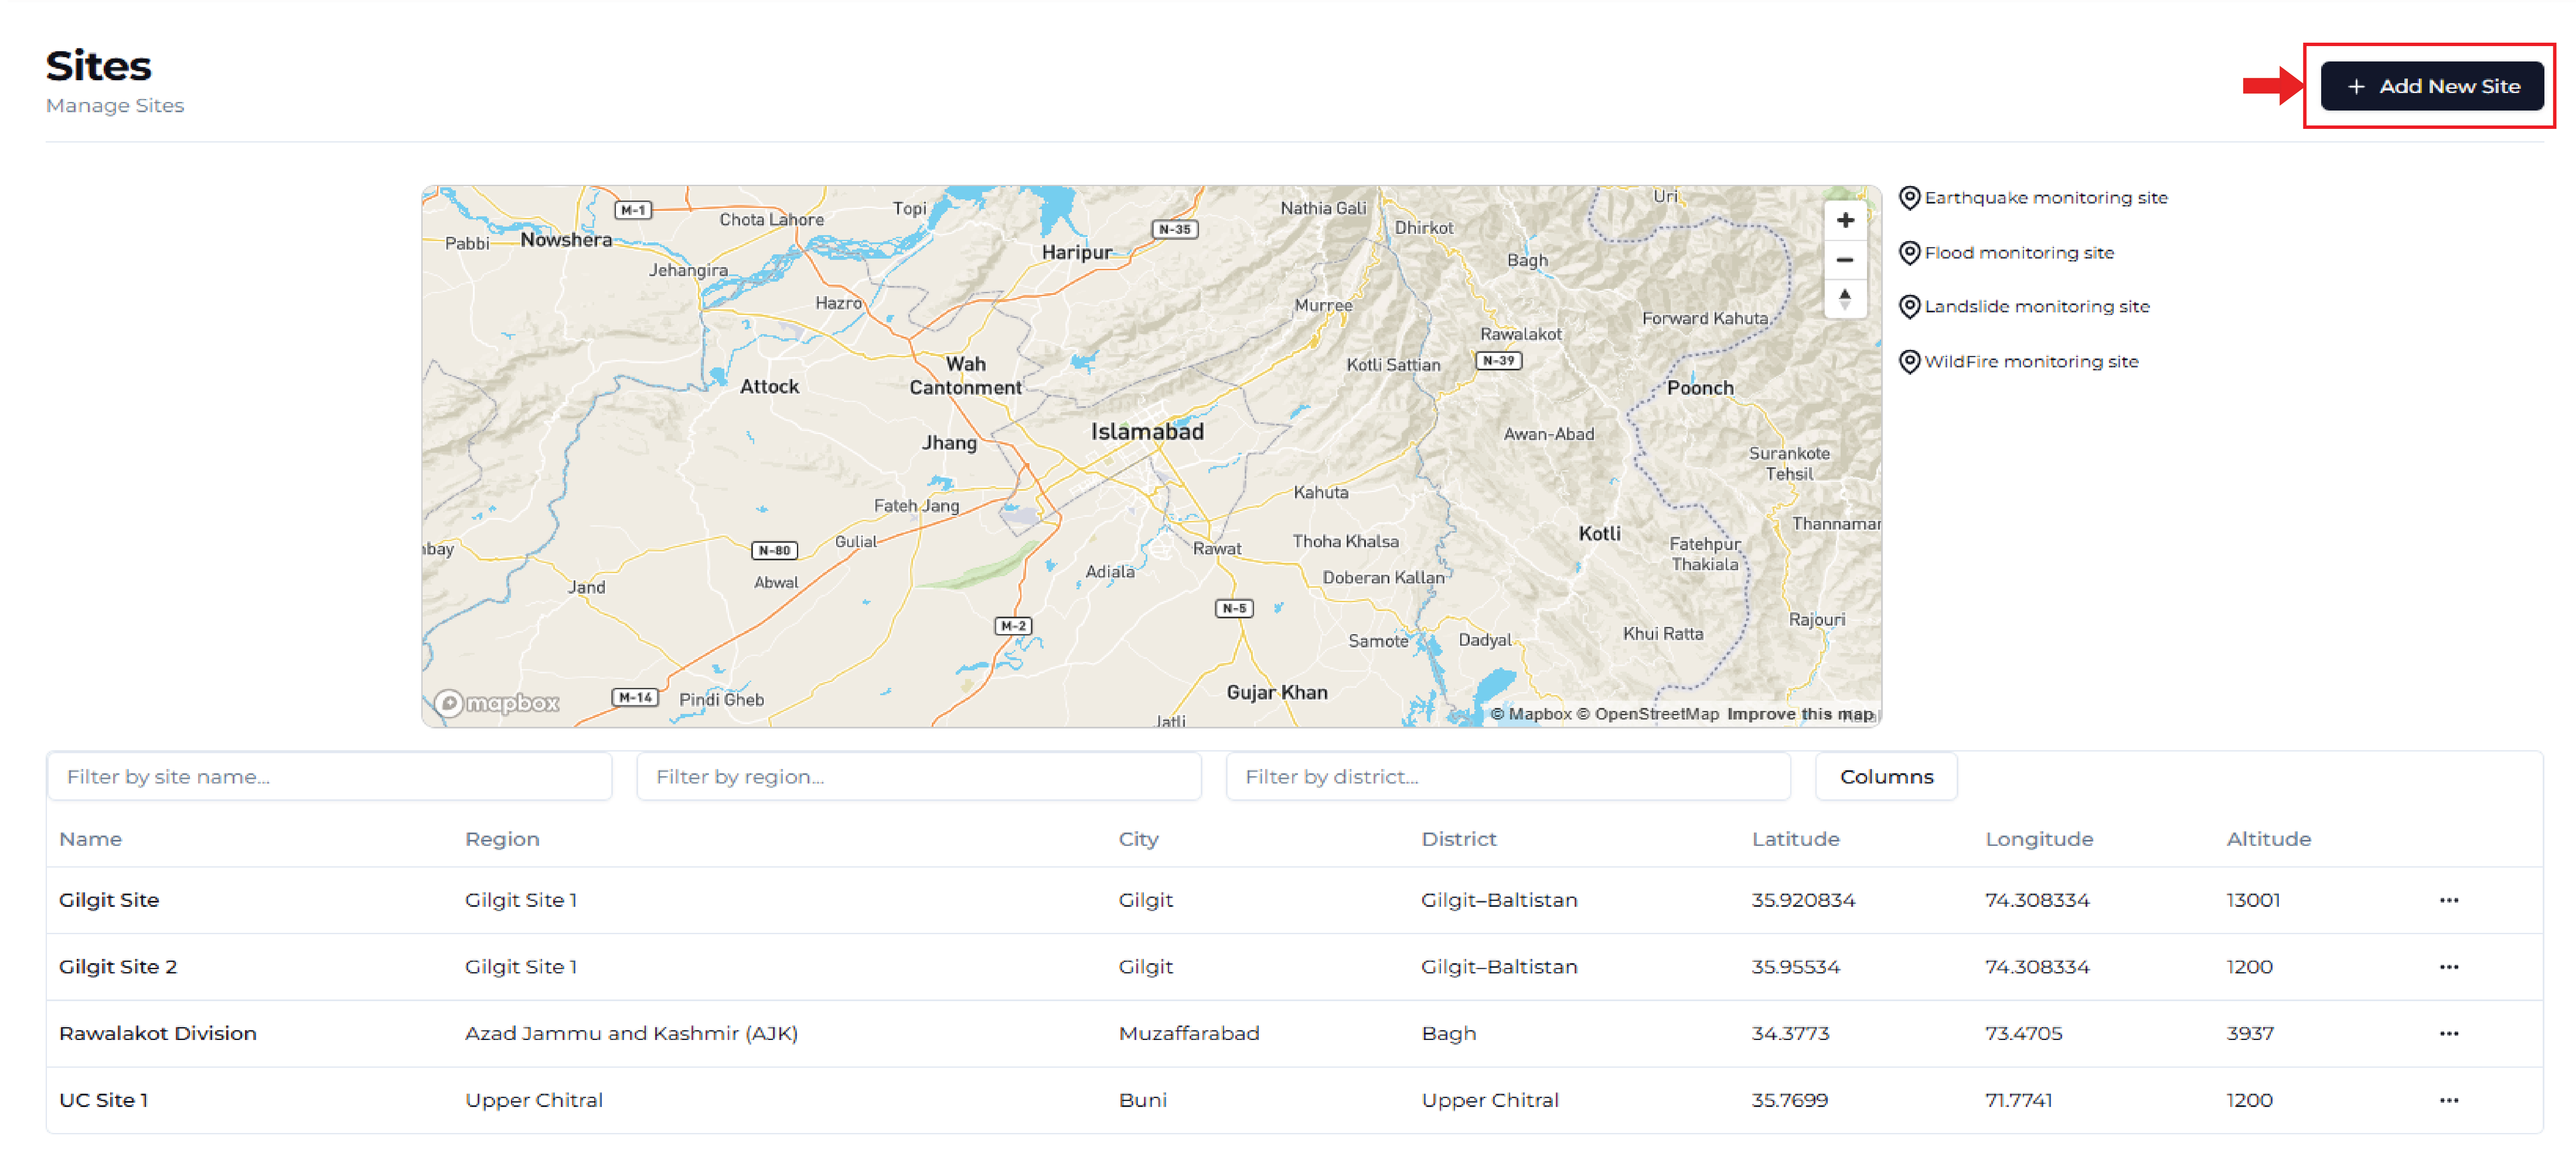 Sites
Manage Sites
+ Add New Site
Earthquake monitoring site
Flood monitoring site
Landslide monitoring site
WildFire monitoring site
M-1
Chota Lahore
Topi
Nathia Gali
Uri
Pabbi
Nowshera
N-35
Dhirkot
Haripur
Bagh
Jehangira
Hazro
Murree
Forward Kahuta
Rawalakot
Wah
Cantonment
Kotli Sattian
N-39
Attock
Poonch
Islamabad
Awan-Abad
Jhang
Surankote
Tehsil
Kahuta
Fateh Jang
Thannamar
Kotli
Gulial
Thoha Khalsa
Fatehpur
Thakiala
nbay
N-80
Rawat
Jand
Abwal
Adiala
Doberan Kallan
N-5
M-2
Rajouri
Samote
Dadyal
Khui Ratta
Gujar Khan
mapbox
M-14
Pindi Gheb
Jatli
© Mapbox © OpenStreetMap Improve this map
Filter by site name... Filter by region... Filter by district... Columns
Name Region City District Latitude Longitude Altitude
Gilgit Site Gilgit Site 1 Gilgit Gilgit–Baltistan 35.920834 74.308334 13001 ...
Gilgit Site 2 Gilgit Site 1 Gilgit Gilgit–Baltistan 35.95534 74.308334 1200 ...
Rawalakot Division Azad Jammu and Kashmir (AJK) Muzaffarabad Bagh 34.3773 73.4705 3937 ...
UC Site 1 Upper Chitral Buni Upper Chitral 35.7699 71.7741 1200 ...